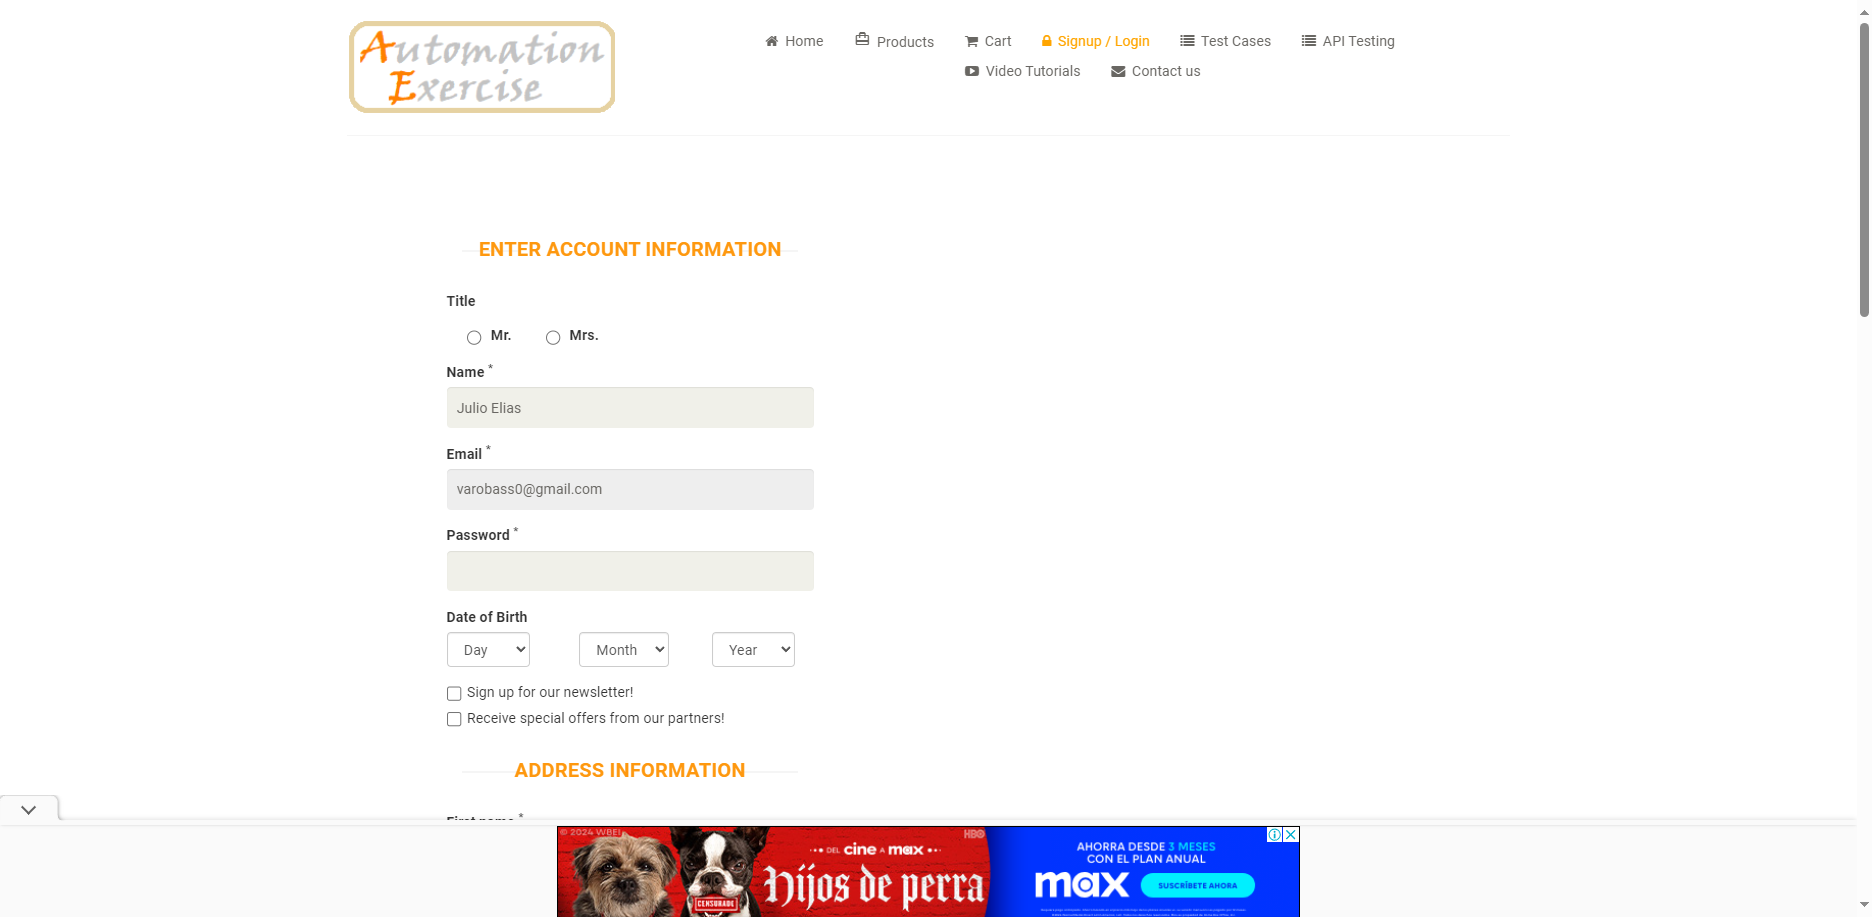 Automation
Exercise
Home
Products
Cart
Signup / Login
Test Cases
API Testing
Video Tutorials
Contact us
ENTER ACCOUNT INFORMATION
Title
Mr.
Mrs.
Name *
Julio Elias
Email *
varobass0@gmail.com
Password *
Date of Birth
Day
Month
Year
Sign up for our newsletter!
Receive special offers from our partners!
ADDRESS INFORMATION
First name *
© 2024 WBEI
HBO
DEL cine A max
Hijos de perra
CENSURADO
AHORRA DESDE 3 MESES
CON EL PLAN ANUAL
max
SUSCRÍBETE AHORA